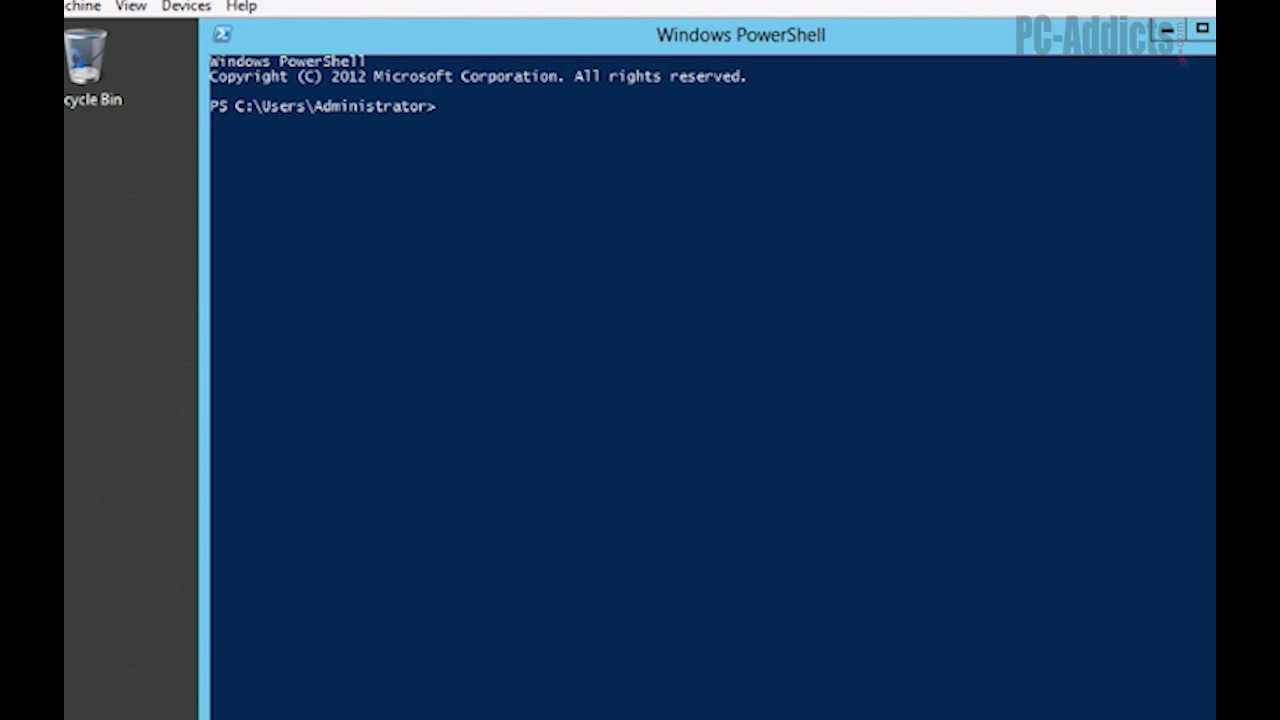 chine View Devices Help
Windows PowerShell
PC-Addicts.com
cycle Bin
Windows PowerShell
Copyright (C) 2012 Microsoft Corporation. All rights reserved.
PS C:\Users\Administrator>